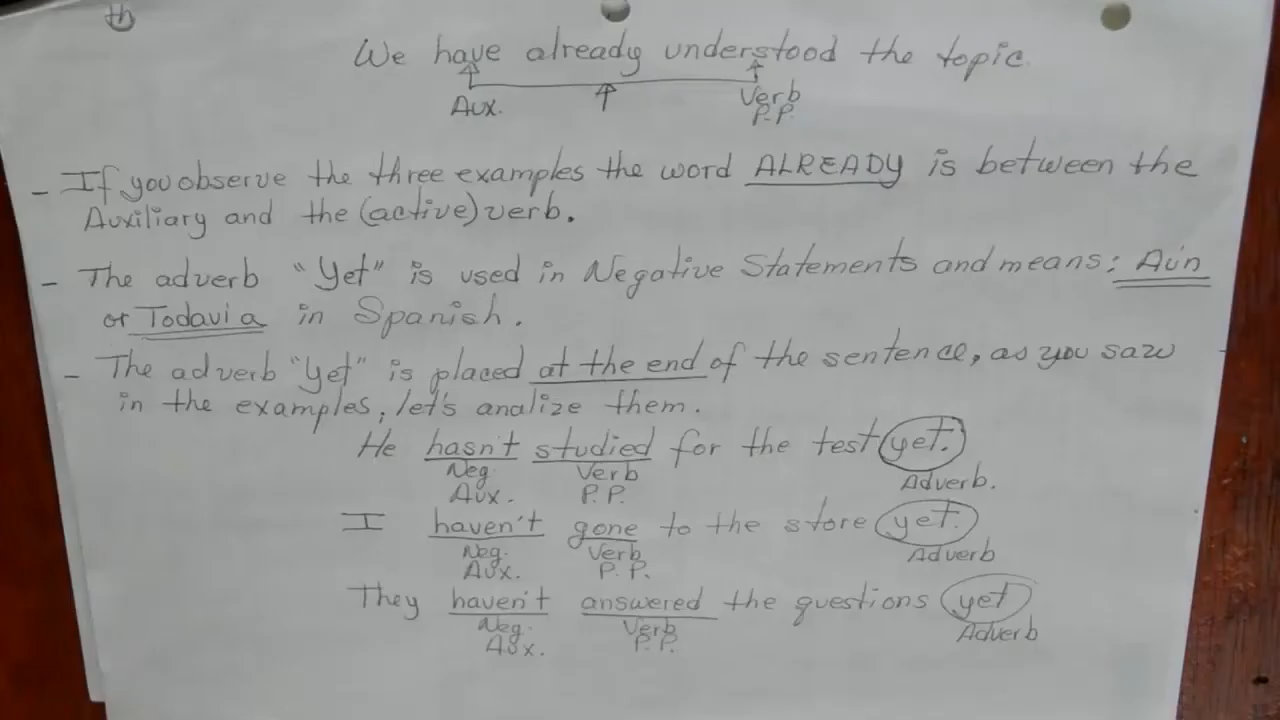 th
We have already understood the topic.
Aux. Verb
P.P.
- If you observe the three examples the word ALREADY is between the
Auxiliary and the (active) verb.
- The adverb "Yet" is used in Negative Statements and means: Aún
or Todavia in Spanish.
- The adverb "Yet" is placed at the end of the sentence, as you saw
in the examples, let's analize them.
He hasn't studied for the test yet.
Neg. Verb Adverb.
Aux. P.P.
I haven't gone to the store yet.
Neg. Verb Adverb
Aux. P.P.
They haven't answered the questions yet
Neg. Verb Adverb
Aux. P.P.